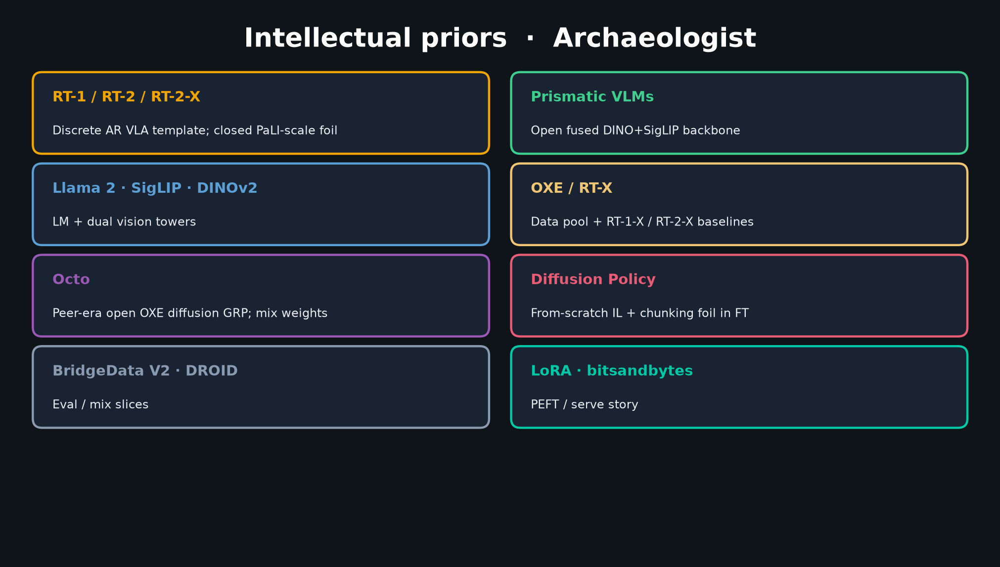 Intellectual priors · Archaeologist
RT-1 / RT-2 / RT-2-X
Discrete AR VLA template; closed PaLI-scale foil
Prismatic VLMs
Open fused DINO+SigLIP backbone
Llama 2 · SigLIP · DINOv2
LM + dual vision towers
OXE / RT-X
Data pool + RT-1-X / RT-2-X baselines
Octo
Peer-era open OXE diffusion GRP; mix weights
Diffusion Policy
From-scratch IL + chunking foil in FT
BridgeData V2 · DROID
Eval / mix slices
LoRA · bitsandbytes
PEFT / serve story